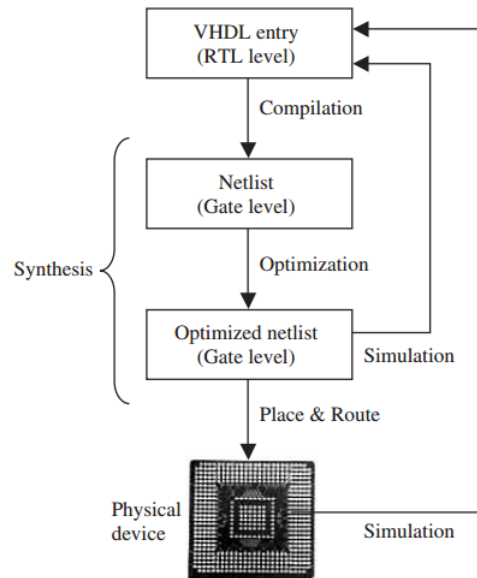 VHDL entry
(RTL level)
Compilation
Netlist
(Gate level)
Synthesis
Optimization
Optimized netlist
(Gate level)
Simulation
Place & Route
Physical
device
Simulation